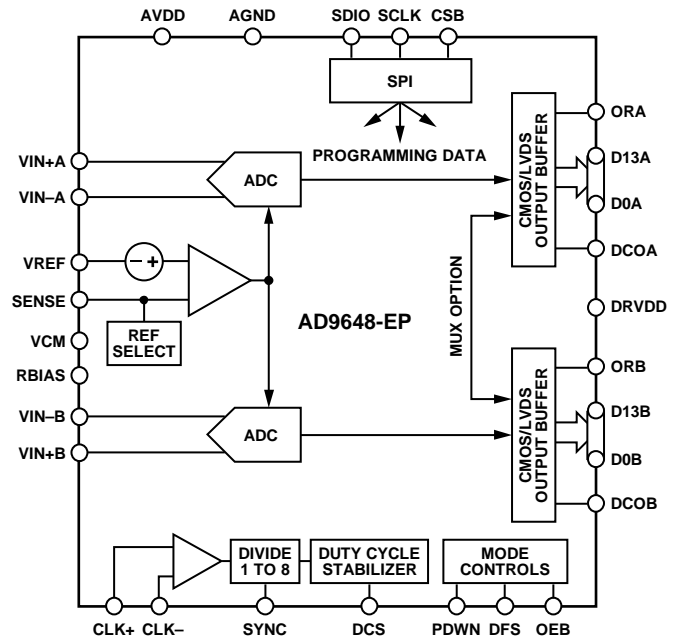 AVDD
AGND
SDIO
SCLK
CSB
SPI
PROGRAMMING DATA
VIN+A
VIN–A
VREF
SENSE
VCM
RBIAS
VIN–B
VIN+B
ADC
– +
REF
SELECT
AD9648-EP
ADC
MUX OPTION
CMOS/LVDS
OUTPUT BUFFER
CMOS/LVDS
OUTPUT BUFFER
ORA
D13A
D0A
DCOA
DRVDD
ORB
D13B
D0B
DCOB
DIVIDE
1 TO 8
DUTY CYCLE
STABILIZER
MODE
CONTROLS
CLK+
CLK–
SYNC
DCS
PDWN
DFS
OEB